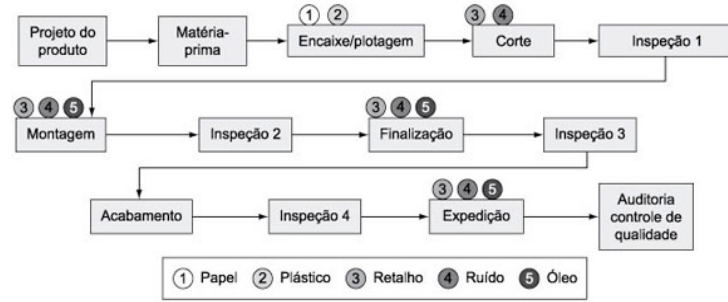 Projeto do
produto
Matéria-
prima
1 2
Encaixe/plotagem
3 4
Corte
Inspeção 1
3 4 5
Montagem
Inspeção 2
3 4 5
Finalização
Inspeção 3
Acabamento
Inspeção 4
3 4 5
Expedição
Auditoria
controle de
qualidade
1 Papel 2 Plástico 3 Retalho 4 Ruído 5 Óleo